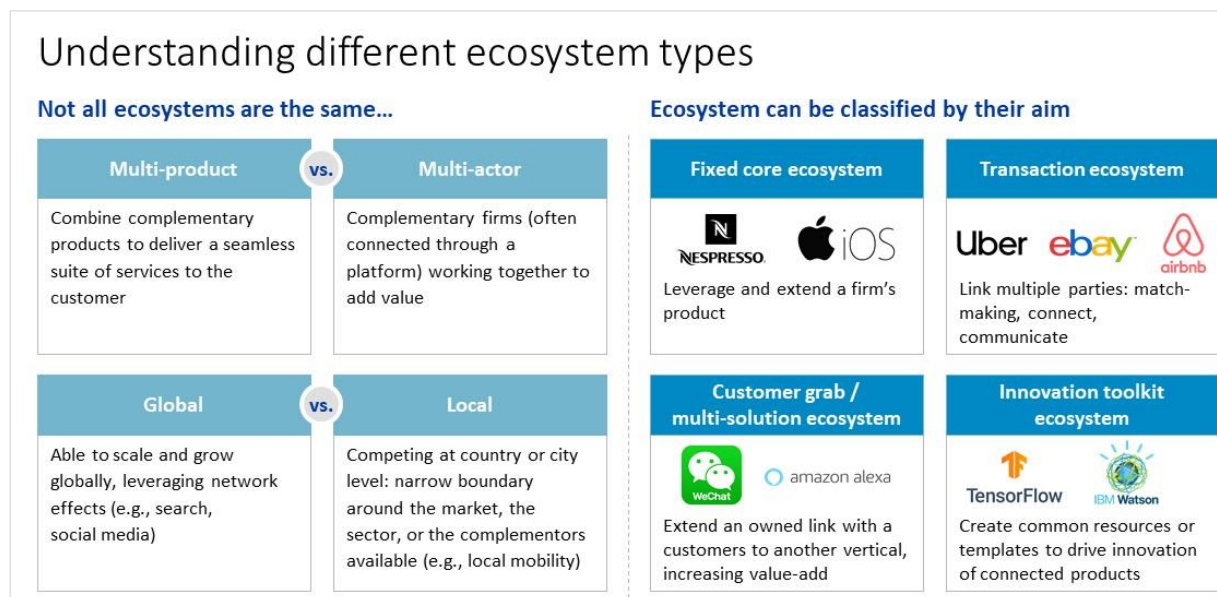 Understanding different ecosystem types
Not all ecosystems are the same…
Multi-product
vs.
Multi-actor
Combine complementary
products to deliver a seamless
suite of services to the
customer
Complementary firms (often
connected through a
platform) working together to
add value
Global
vs.
Local
Able to scale and grow
globally, leveraging network
effects (e.g., search,
social media)
Competing at country or city
level: narrow boundary
around the market, the
sector, or the complementors
available (e.g., local mobility)
Ecosystem can be classified by their aim
Fixed core ecosystem
N
NESPRESSO.
iOS
Leverage and extend a firm’s
product
Transaction ecosystem
Uber
ebay
airbnb
Link multiple parties: match-
making, connect,
communicate
Customer grab /
multi-solution ecosystem
WeChat
amazon alexa
Extend an owned link with a
customers to another vertical,
increasing value-add
Innovation toolkit
ecosystem
TensorFlow
IBM Watson
Create common resources or
templates to drive innovation
of connected products